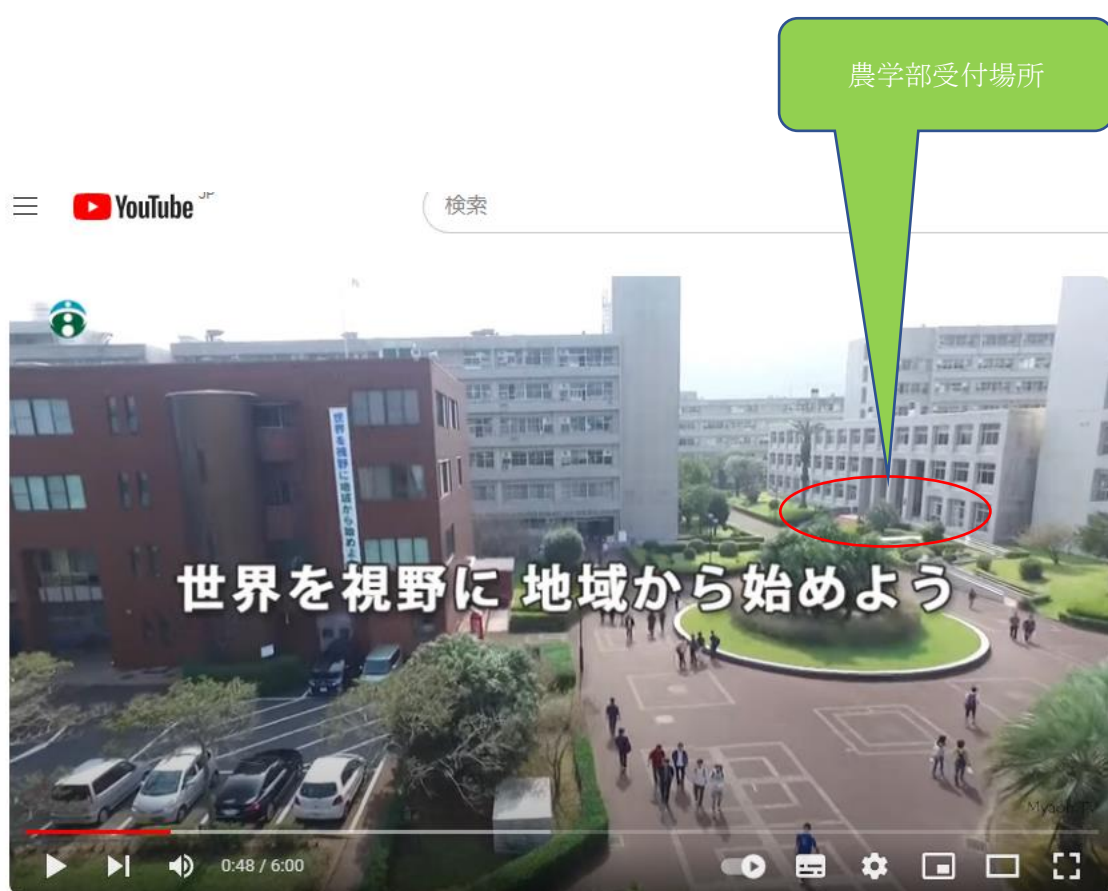 農学部受付場所
YouTube JP
検索
世界を視野に地域から始めよう
世界を視野に 地域から始めよう
0:48 / 6:00